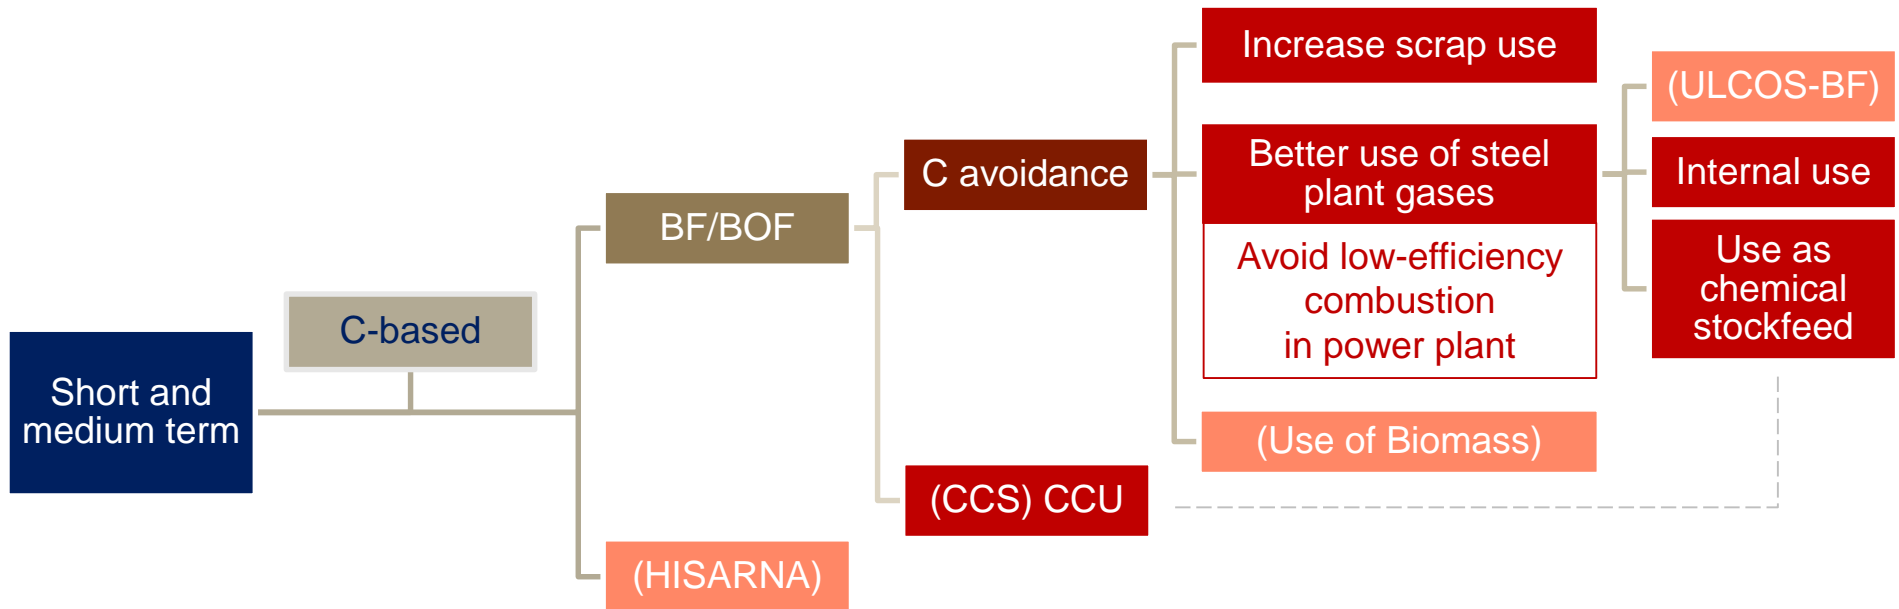 Short and
medium term
C-based
BF/BOF
(HISARNA)
C avoidance
(CCS) CCU
Increase scrap use
Better use of steel
plant gases
Avoid low-efficiency
combustion
in power plant
(Use of Biomass)
(ULCOS-BF)
Internal use
Use as
chemical
stockfeed